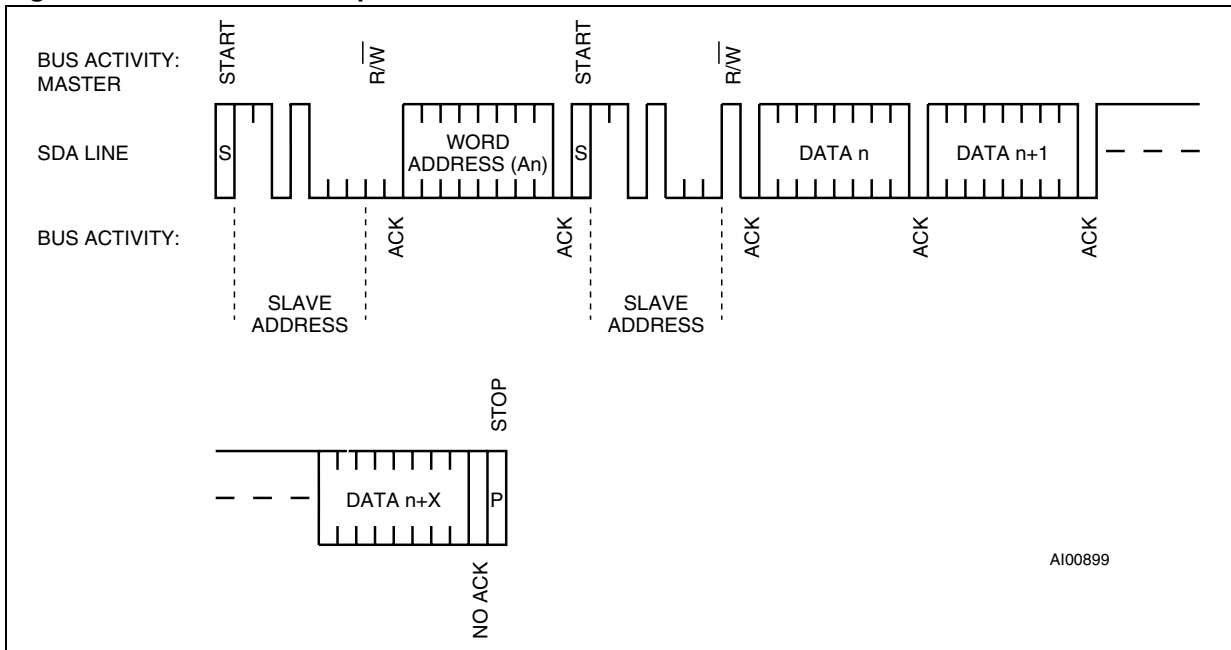 START
R/W
START
R/W
BUS ACTIVITY:
MASTER
SDA LINE
S
WORD
ADDRESS (An)
S
DATA n
DATA n+1
BUS ACTIVITY:
ACK
ACK
ACK
ACK
ACK
SLAVE
ADDRESS
SLAVE
ADDRESS
STOP
DATA n+X
P
NO ACK
AI00899